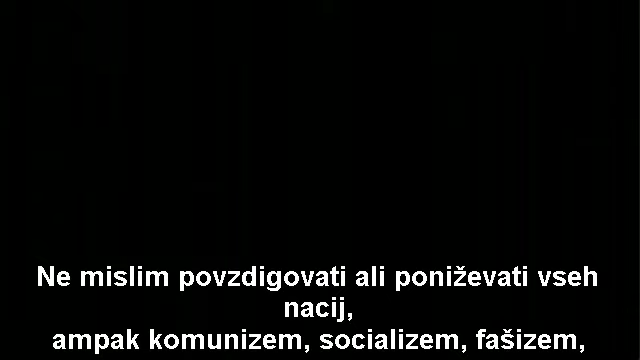 Ne mislim povzdigovati ali poniževati vseh
nacij,
ampak komunizem, socializem, fašizem,